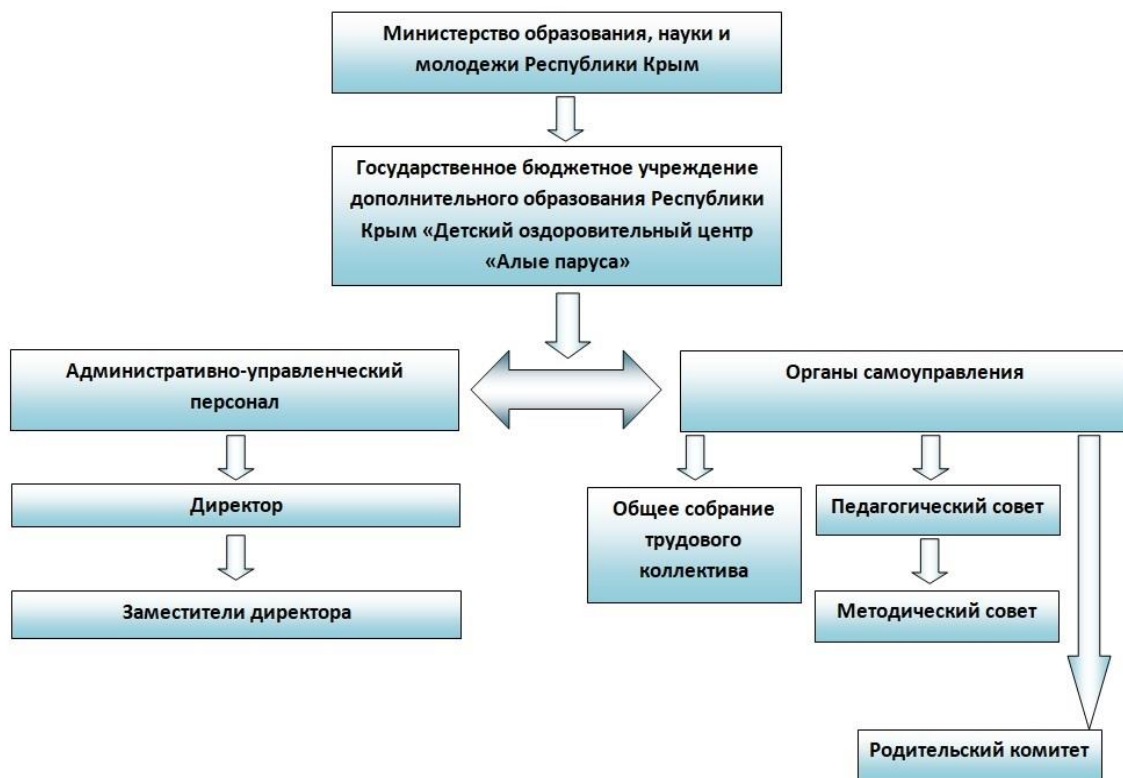 Министерство образования, науки и
молодежи Республики Крым
Государственное бюджетное учреждение
дополнительного образования Республики
Крым «Детский оздоровительный центр
«Алые паруса»
Административно-управленческий
персонал
Органы самоуправления
Директор
Заместители директора
Общее собрание
трудового
коллектива
Педагогический совет
Методический совет
Родительский комитет